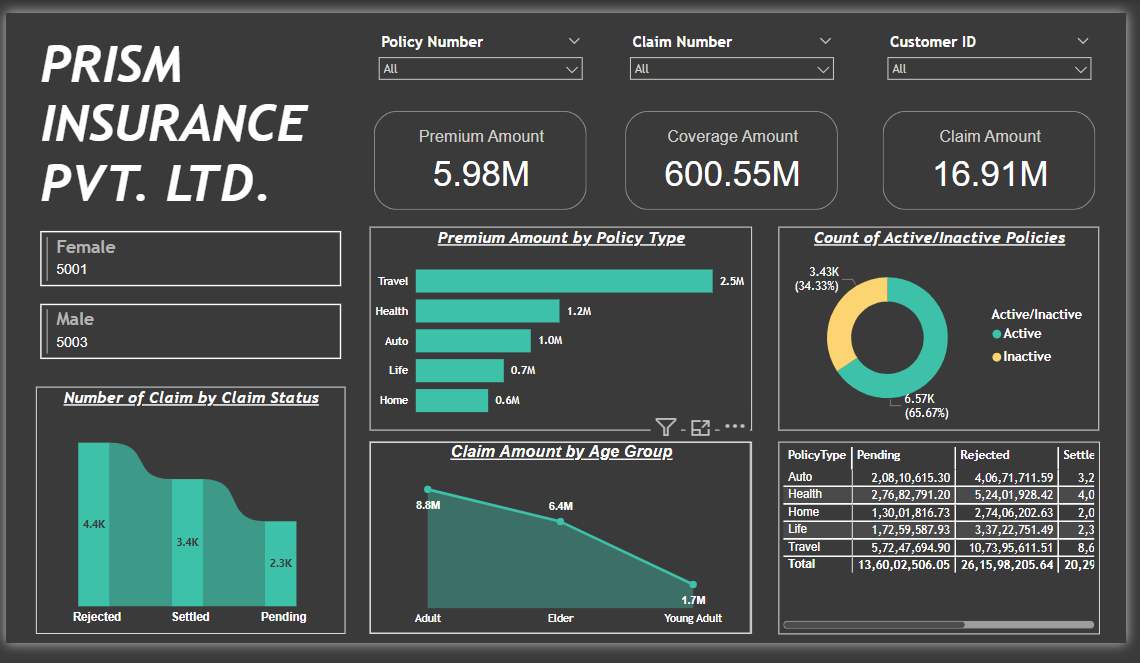 PRISM
INSURANCE
PVT. LTD.
Policy Number
All
Claim Number
All
Customer ID
All
Premium Amount
5.98M
Coverage Amount
600.55M
Claim Amount
16.91M
Female
5001
Male
5003
Premium Amount by Policy Type
Travel 2.5M
Health 1.2M
Auto 1.0M
Life 0.7M
Home 0.6M
Count of Active/Inactive Policies
3.43K
(34.33%)
6.57K
(65.67%)
Active/Inactive
Active
Inactive
Number of Claim by Claim Status
4.4K
3.4K
2.3K
Rejected Settled Pending
Claim Amount by Age Group
8.8M
6.4M
1.7M
Adult Elder Young Adult
PolicyType Pending Rejected Settle
Auto 2,08,10,615.30 4,06,71,711.59 3,2
Health 2,76,82,791.20 5,24,01,928.42 4,0
Home 1,30,01,816.73 2,74,06,202.63 2,0
Life 1,72,59,587.93 3,37,22,751.49 2,3
Travel 5,72,47,694.90 10,73,95,611.51 8,6
Total 13,60,02,506.05 26,15,98,205.64 20,29